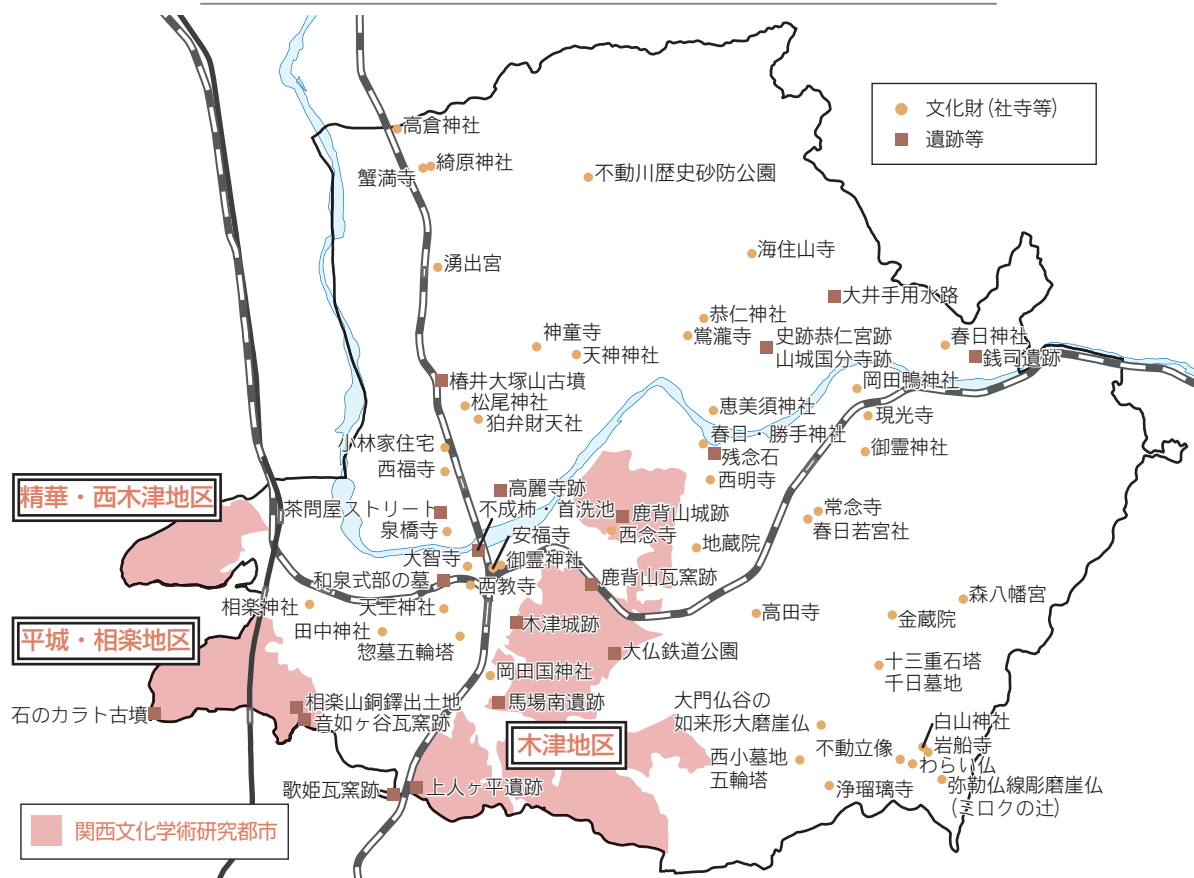 文化財(社寺等)
遺跡等
高倉神社
綺原神社
蟹満寺
不動川歴史砂防公園
湧出宮
海住山寺
大井手用水路
恭仁神社
鶯瀧寺
史跡恭仁宮跡
山城国分寺跡
春日神社
銭司遺跡
神童寺
天神神社
椿井大塚山古墳
松尾神社
狛弁財天社
岡田鴨神社
現光寺
恵美須神社
春日・勝手神社
御霊神社
残念石
西明寺
小林家住宅
西福寺
精華・西木津地区
茶問屋ストリート
泉橋寺
高麗寺跡
不成柿・首洗池
鹿背山城跡
西念寺
常念寺
春日若宮社
地蔵院
安福寺
御霊神社
大智寺
和泉式部の墓
西教寺
鹿背山瓦窯跡
相楽神社
天王神社
田中神社
惣墓五輪塔
木津城跡
高田寺
森八幡宮
金蔵院
平城・相楽地区
大仏鉄道公園
岡田国神社
十三重石塔
千日墓地
石のカラト古墳
相楽山銅鐸出土地
音如ヶ谷瓦窯跡
馬場南遺跡
大門仏谷の
如来形大磨崖仏
木津地区
白山神社
岩船寺
不動立像
わらい仏
西小墓地
五輪塔
浄瑠璃寺
弥勒仏線彫磨崖仏
(ミロクの辻)
歌姫瓦窯跡
上人ヶ平遺跡
関西文化学術研究都市